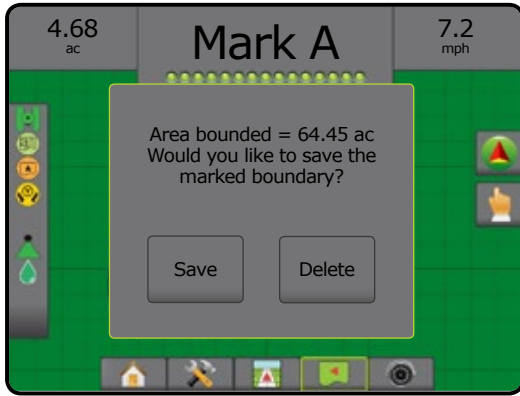 4.68
ac
Mark A
7.2
mph
Area bounded = 64.45 ac
Would you like to save the
marked boundary?
Save
Delete